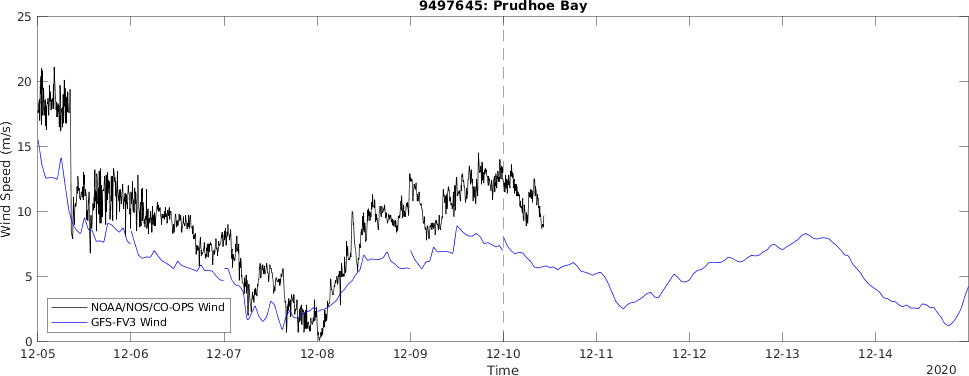 9497645: Prudhoe Bay
25
20
15
10
5
0
Wind Speed (m/s)
NOAA/NOS/CO-OPS Wind
GFS-FV3 Wind
12-05 12-06 12-07 12-08 12-09 12-10 12-11 12-12 12-13 12-14
Time
2020